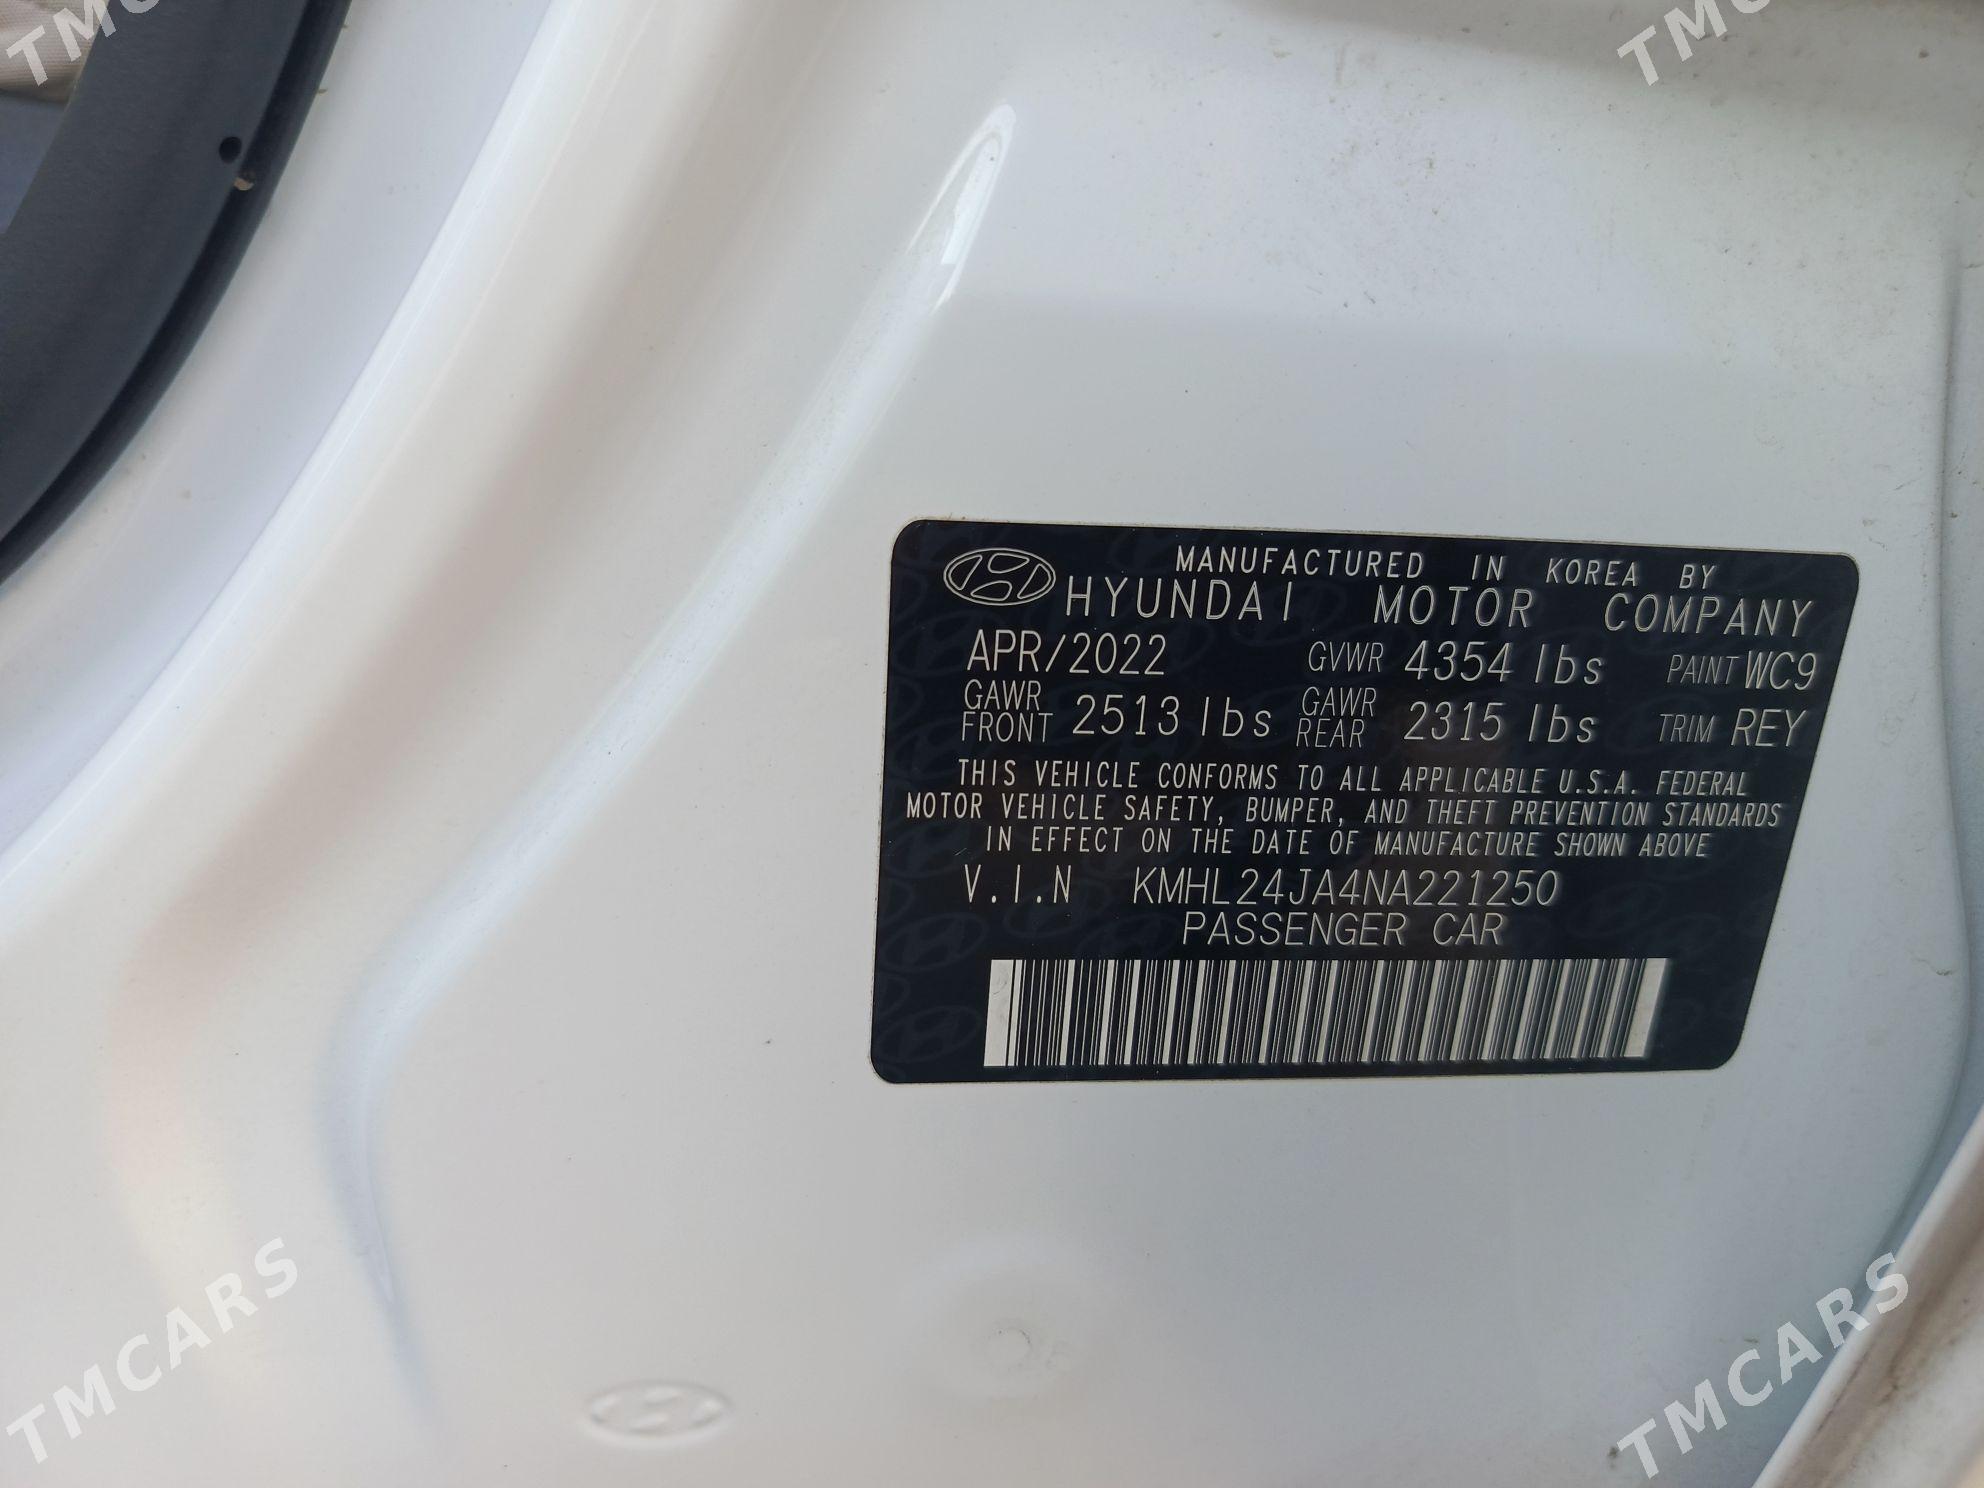 MANUFACTURED IN KOREA BY
HYUNDAI MOTOR COMPANY
APR/2022 GVWR 4354 lbs PAINT WC9
GAWR FRONT 2513 lbs GAWR REAR 2315 lbs TRIM REY
THIS VEHICLE CONFORMS TO ALL APPLICABLE U.S.A. FEDERAL
MOTOR VEHICLE SAFETY, BUMPER, AND THEFT PREVENTION STANDARDS
IN EFFECT ON THE DATE OF MANUFACTURE SHOWN ABOVE
V.I.N KMHL24JA4NA221250
PASSENGER CAR
TMCARS
TMCARS